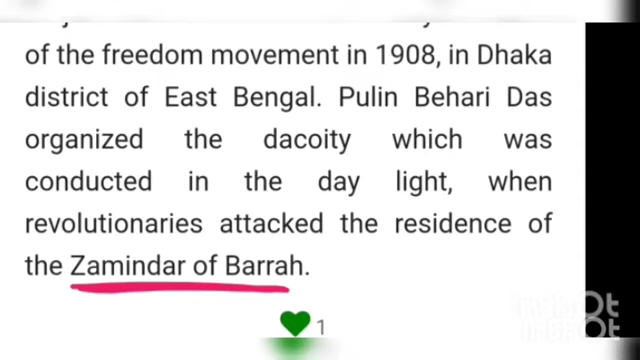 of the freedom movement in 1908, in Dhaka
district of East Bengal. Pulin Behari Das
organized the dacoity which was
conducted in the day light, when
revolutionaries attacked the residence of
the Zamindar of Barrah.
1